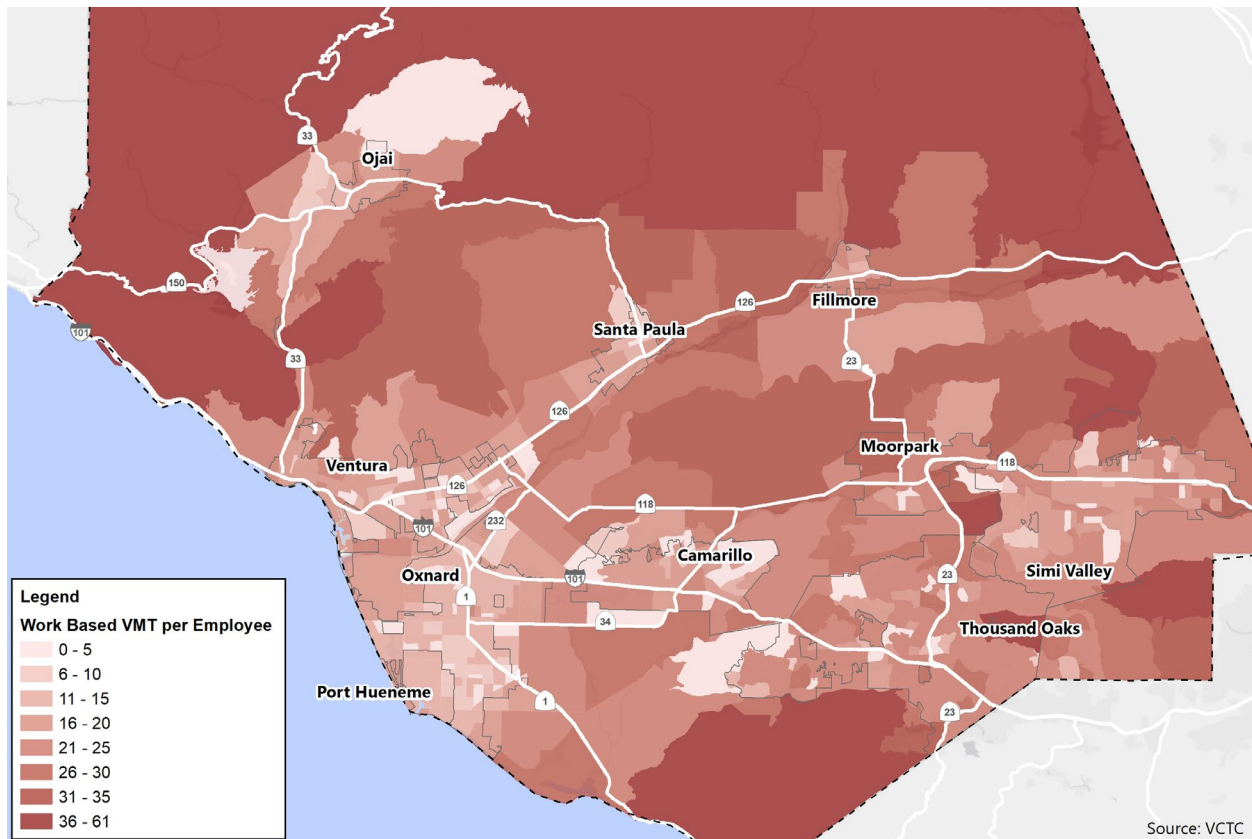 33
Ojai
150
126
Fillmore
101
Santa Paula
33
23
126
Moorpark
Ventura
118
126
118
232
101
Camarillo
Oxnard
101
Simi Valley
23
1
34
Thousand Oaks
Port Hueneme
1
23
Legend
Work Based VMT per Employee
0 - 5
6 - 10
11 - 15
16 - 20
21 - 25
26 - 30
31 - 35
36 - 61
Source: VCTC